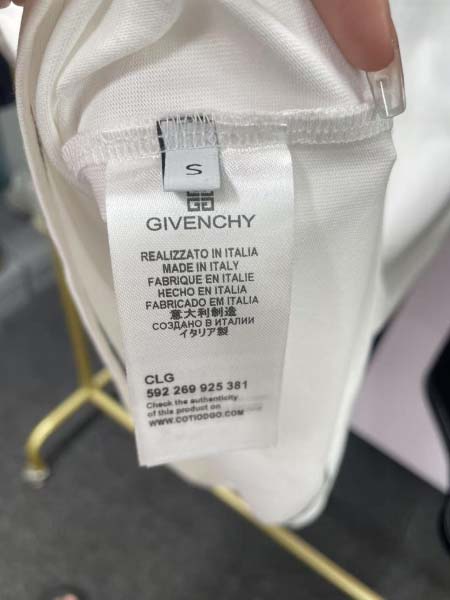 S
GIVENCHY
REALIZZATO IN ITALIA
MADE IN ITALY
FABRIQUE EN ITALIE
HECHO EN ITALIA
FABRICADO EM ITALIA
意大利制造
СОЗДАНО В ИТАЛИИ
イタリア製
CLG
592 269 925 381
Check the authenticity
of this product on
WWW.COTIODGO.COM